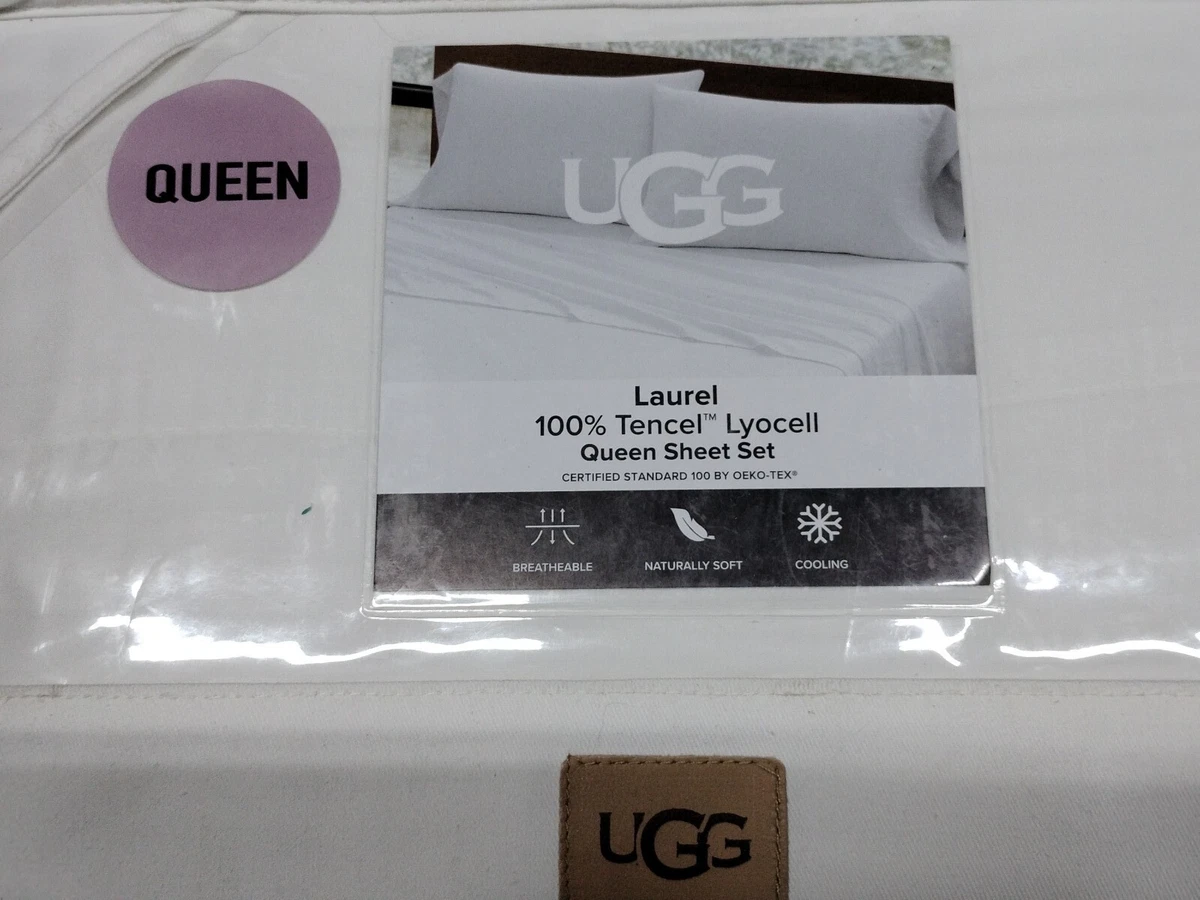 QUEEN
UGG
Laurel
100% Tencel™ Lyocell
Queen Sheet Set
CERTIFIED STANDARD 100 BY OEKO-TEX®
BREATHEABLE
NATURALLY SOFT
COOLING
UGG